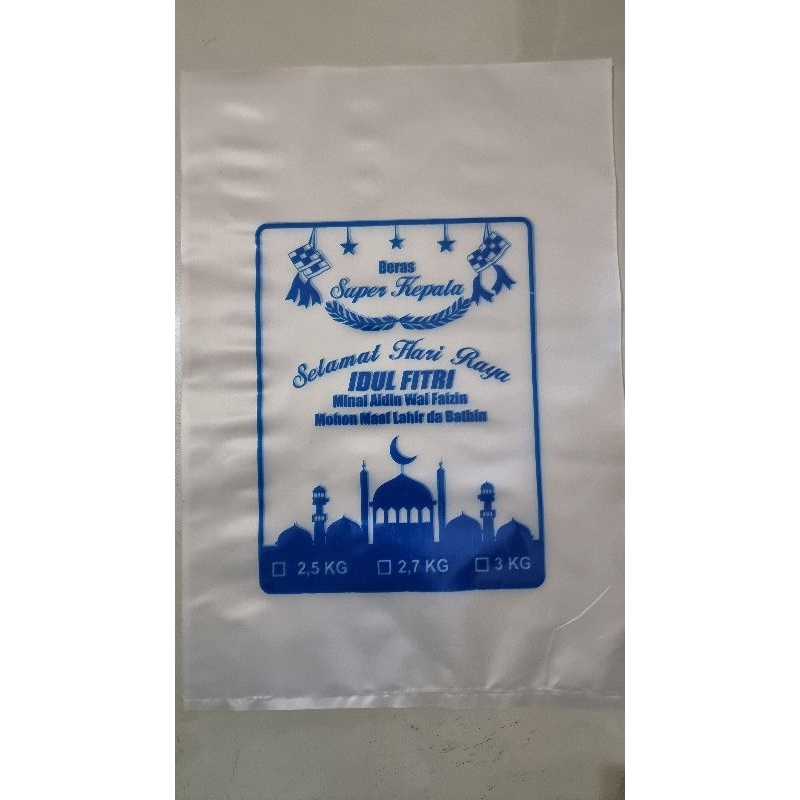 Beras
Super Kepala
Selamat Hari Raya
IDUL FITRI
Minal Aidin Wal Faizin
Mohon Maaf Lahir da Bathin
2,5 KG
2,7 KG
3 KG